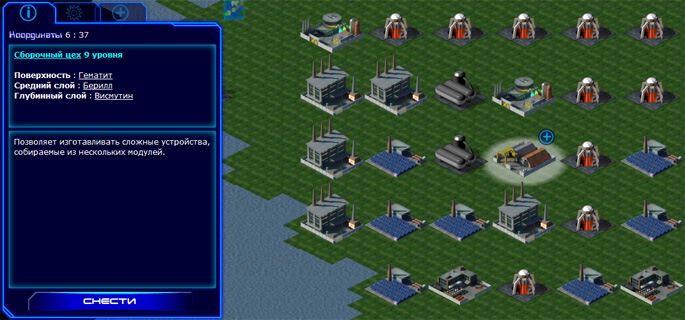 Координаты 6 : 37
Сборочный цех 9 уровня
Поверхность : Гематит
Средний слой : Берилл
Глубинный слой : Висмутин
Позволяет изготавливать сложные устройства,
собираемые из нескольких модулей.
СНЕСТИ